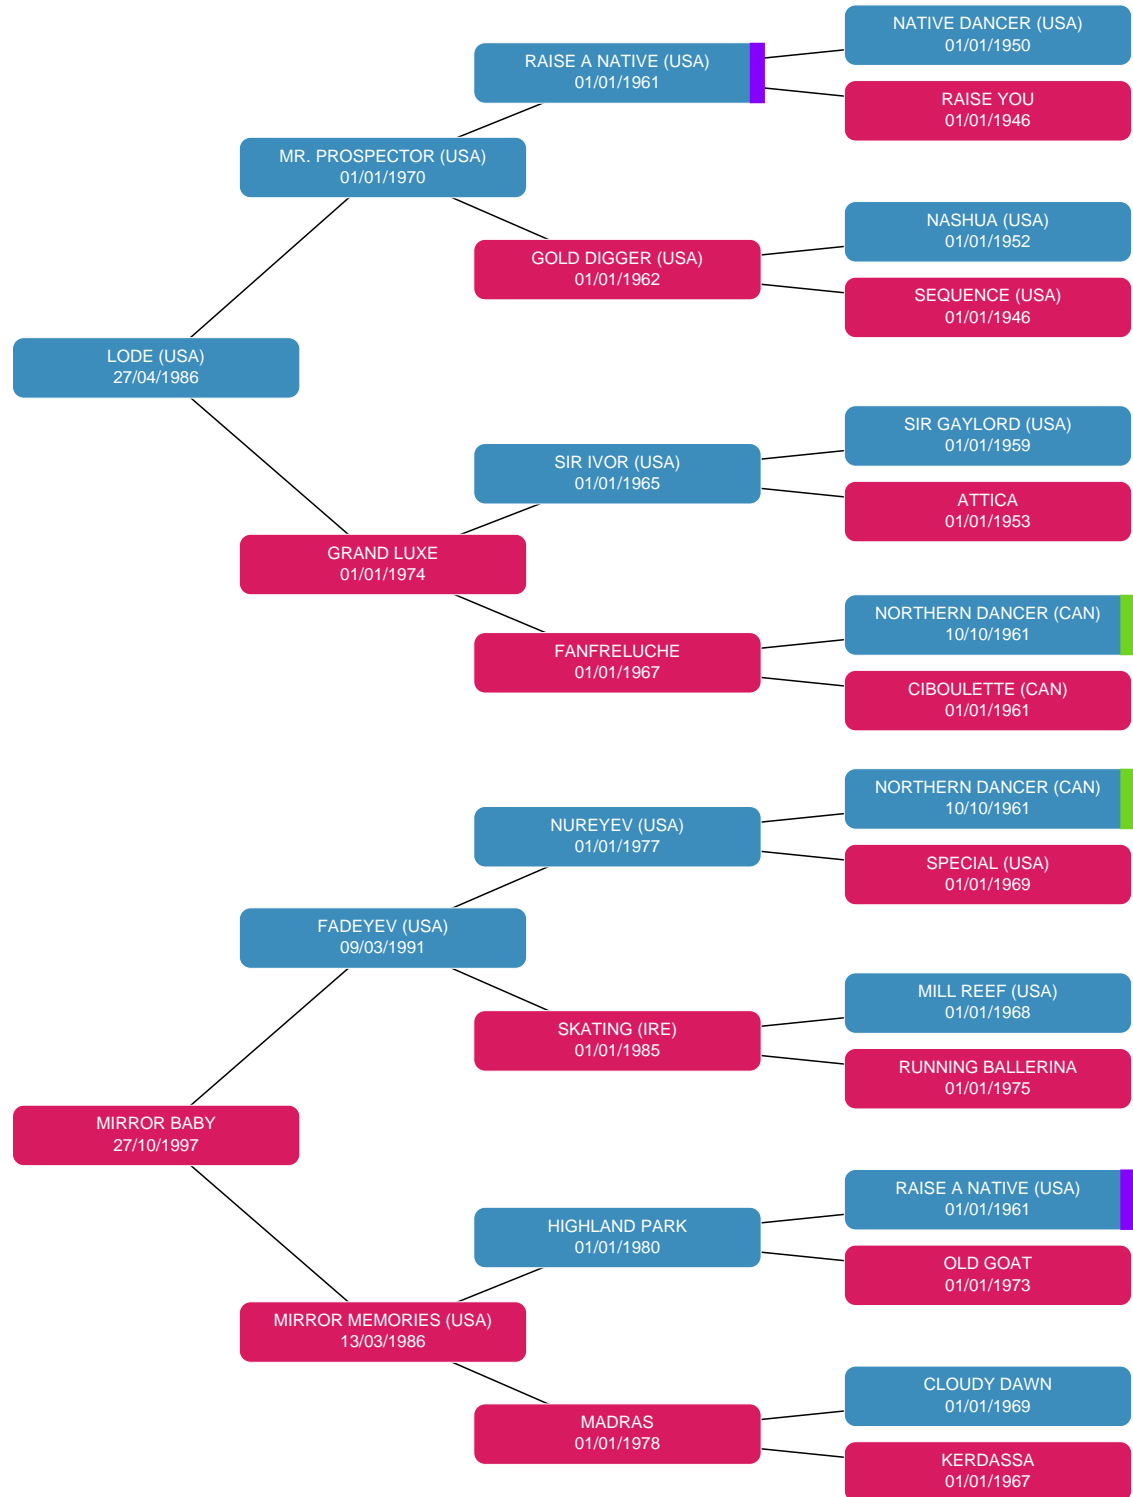 NATIVE DANCER (USA)
01/01/1950
RAISE A NATIVE (USA)
01/01/1961
RAISE YOU
01/01/1946
MR. PROSPECTOR (USA)
01/01/1970
NASHUA (USA)
01/01/1952
GOLD DIGGER (USA)
01/01/1962
SEQUENCE (USA)
01/01/1946
LODE (USA)
27/04/1986
SIR GAYLORD (USA)
01/01/1959
SIR IVOR (USA)
01/01/1965
ATTICA
01/01/1953
GRAND LUXE
01/01/1974
NORTHERN DANCER (CAN)
10/10/1961
FANFRELUCHE
01/01/1967
CIBOULETTE (CAN)
01/01/1961
NORTHERN DANCER (CAN)
10/10/1961
NUREYEV (USA)
01/01/1977
SPECIAL (USA)
01/01/1969
FADEYEV (USA)
09/03/1991
MILL REEF (USA)
01/01/1968
SKATING (IRE)
01/01/1985
RUNNING BALLERINA
01/01/1975
MIRROR BABY
27/10/1997
RAISE A NATIVE (USA)
01/01/1961
HIGHLAND PARK
01/01/1980
OLD GOAT
01/01/1973
MIRROR MEMORIES (USA)
13/03/1986
CLOUDY DAWN
01/01/1969
MADRAS
01/01/1978
KERDASSA
01/01/1967